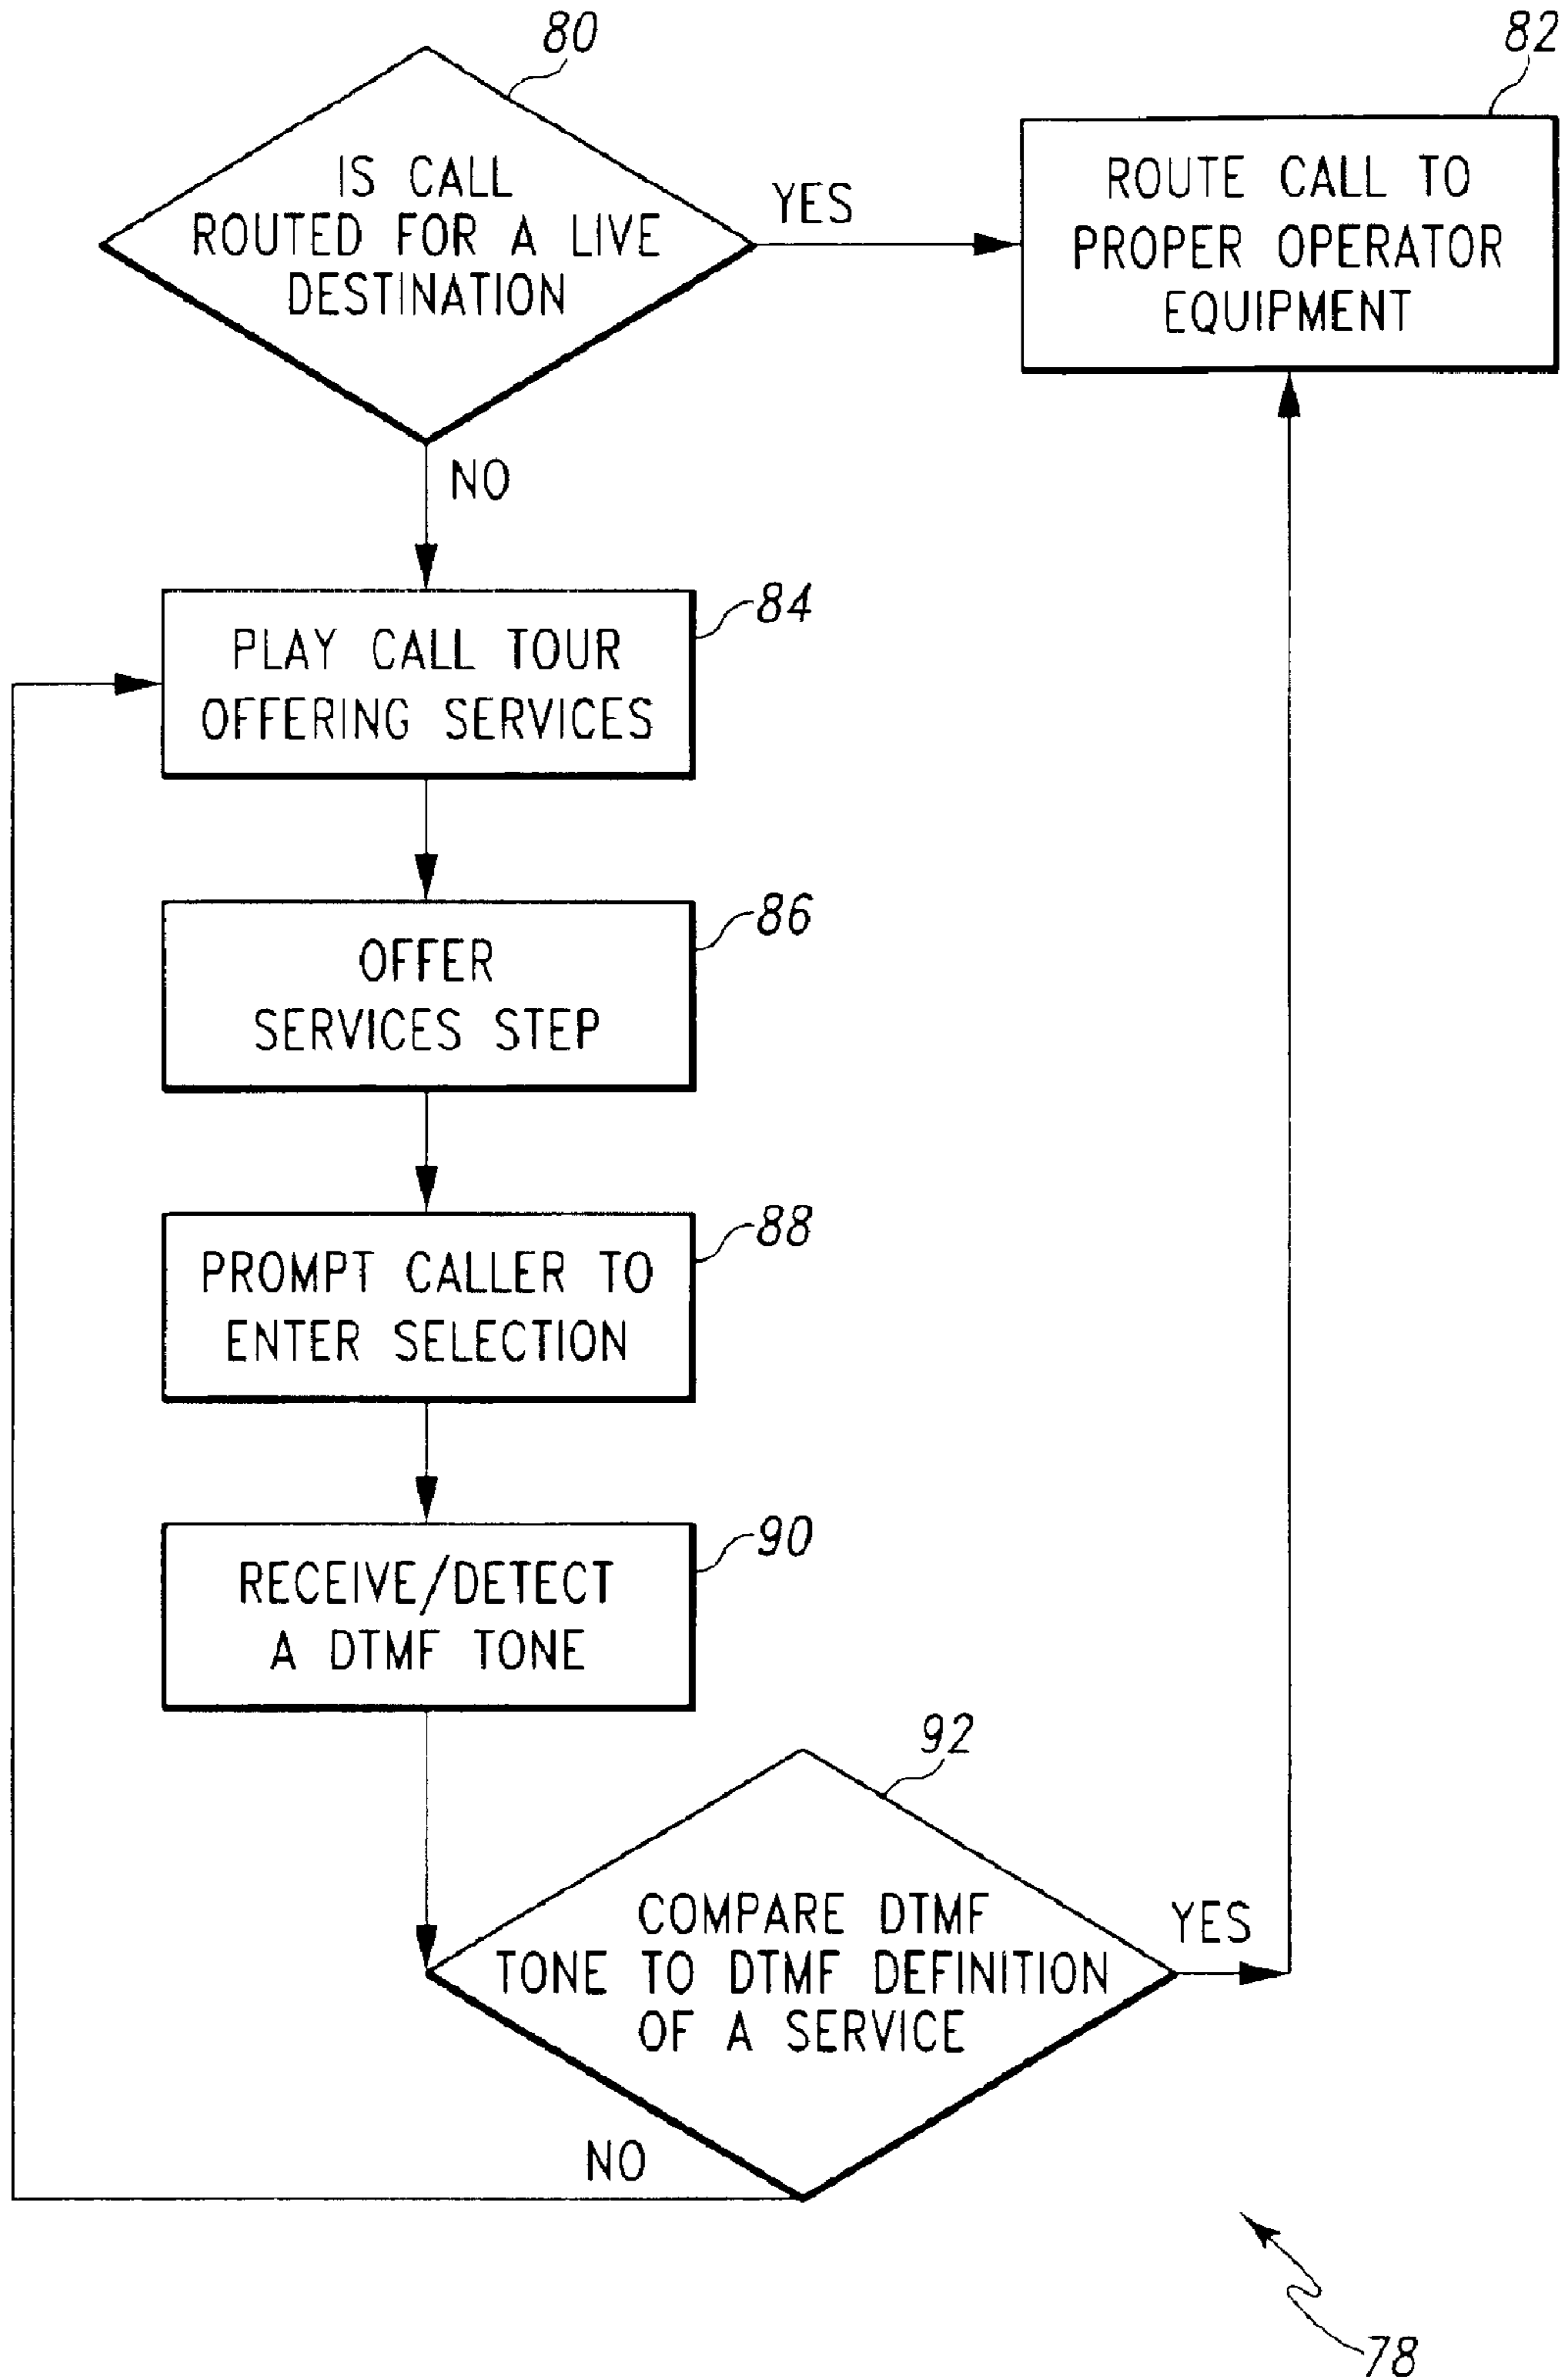 80
IS CALL
ROUTED FOR A LIVE
DESTINATION
YES
82
ROUTE CALL TO
PROPER OPERATOR
EQUIPMENT
NO
84
PLAY CALL TOUR
OFFERING SERVICES
86
OFFER
SERVICES STEP
88
PROMPT CALLER TO
ENTER SELECTION
90
RECEIVE/DETECT
A DTMF TONE
92
COMPARE DTMF
TONE TO DTMF DEFINITION
OF A SERVICE
YES
NO
78